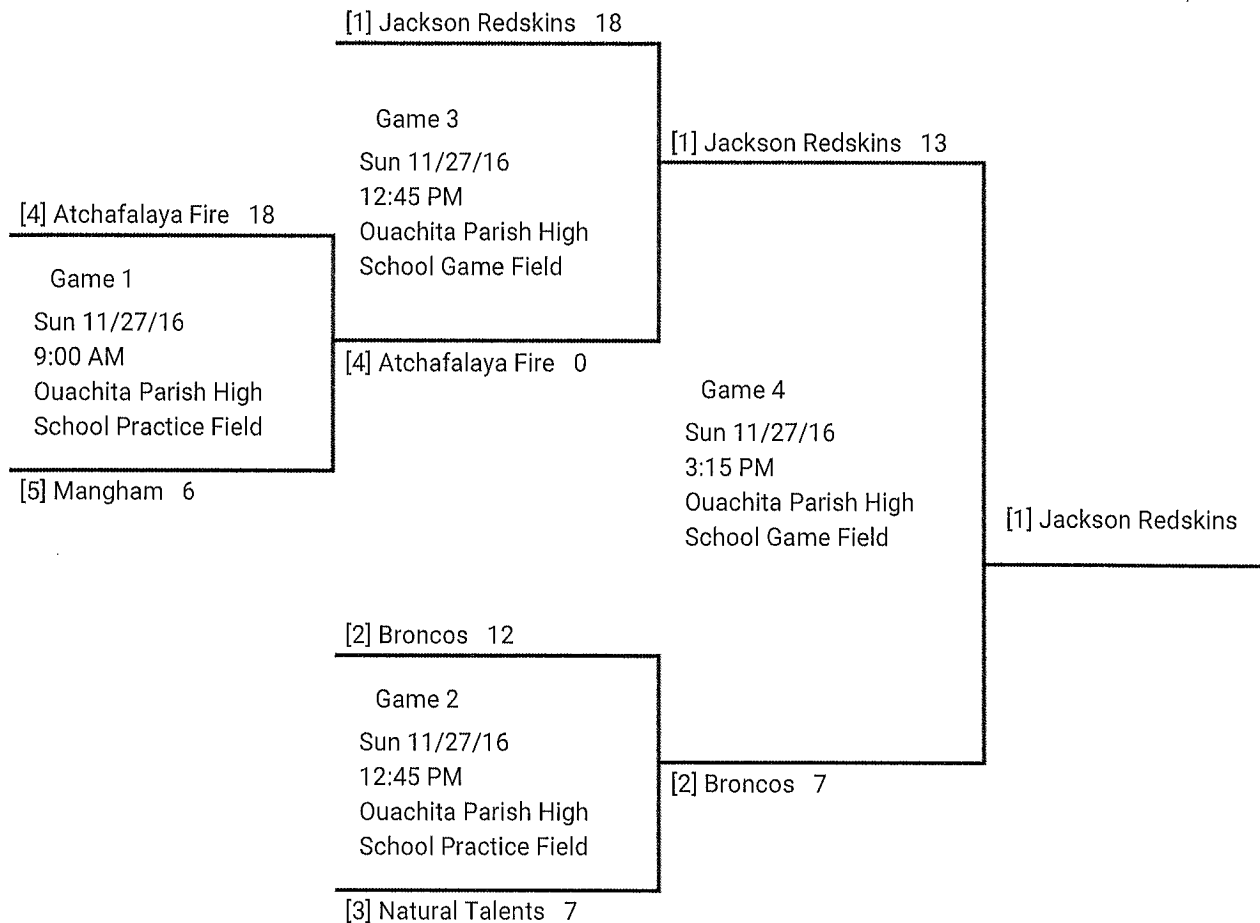 [1] Jackson Redskins 18
Game 3
Sun 11/27/16
12:45 PM
Ouachita Parish High
School Game Field
[4] Atchafalaya Fire 0
[4] Atchafalaya Fire 18
Game 1
Sun 11/27/16
9:00 AM
Ouachita Parish High
School Practice Field
[5] Mangham 6
[1] Jackson Redskins 13
Game 4
Sun 11/27/16
3:15 PM
Ouachita Parish High
School Game Field
[2] Broncos 7
[1] Jackson Redskins
[2] Broncos 12
Game 2
Sun 11/27/16
12:45 PM
Ouachita Parish High
School Practice Field
[3] Natural Talents 7